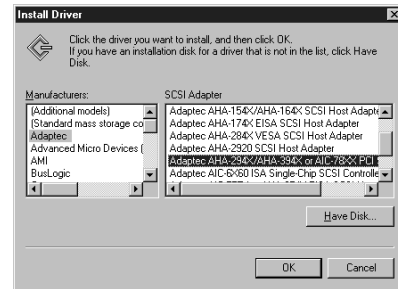 Install Driver
Click the driver you want to install, and then click OK.
If you have an installation disk for a driver that is not in the list, click Have
Disk.
Manufacturers:
(Additional models)
(Standard mass storage co
Adaptec
Advanced Micro Devices (
AMI
BusLogic
SCSI Adapter
Adaptec AHA-154X/AHA-164X SCSI Host Adapte
Adaptec AHA-174X EISA SCSI Host Adapter
Adaptec AHA-284X VESA SCSI Host Adapter
Adaptec AHA-2920 SCSI Host Adapter
Adaptec AHA-294X/AHA-394X or AIC-78XX PCI
Adaptec AIC-6X60 ISA Single-Chip SCSI Controlle
Have Disk...
OK
Cancel